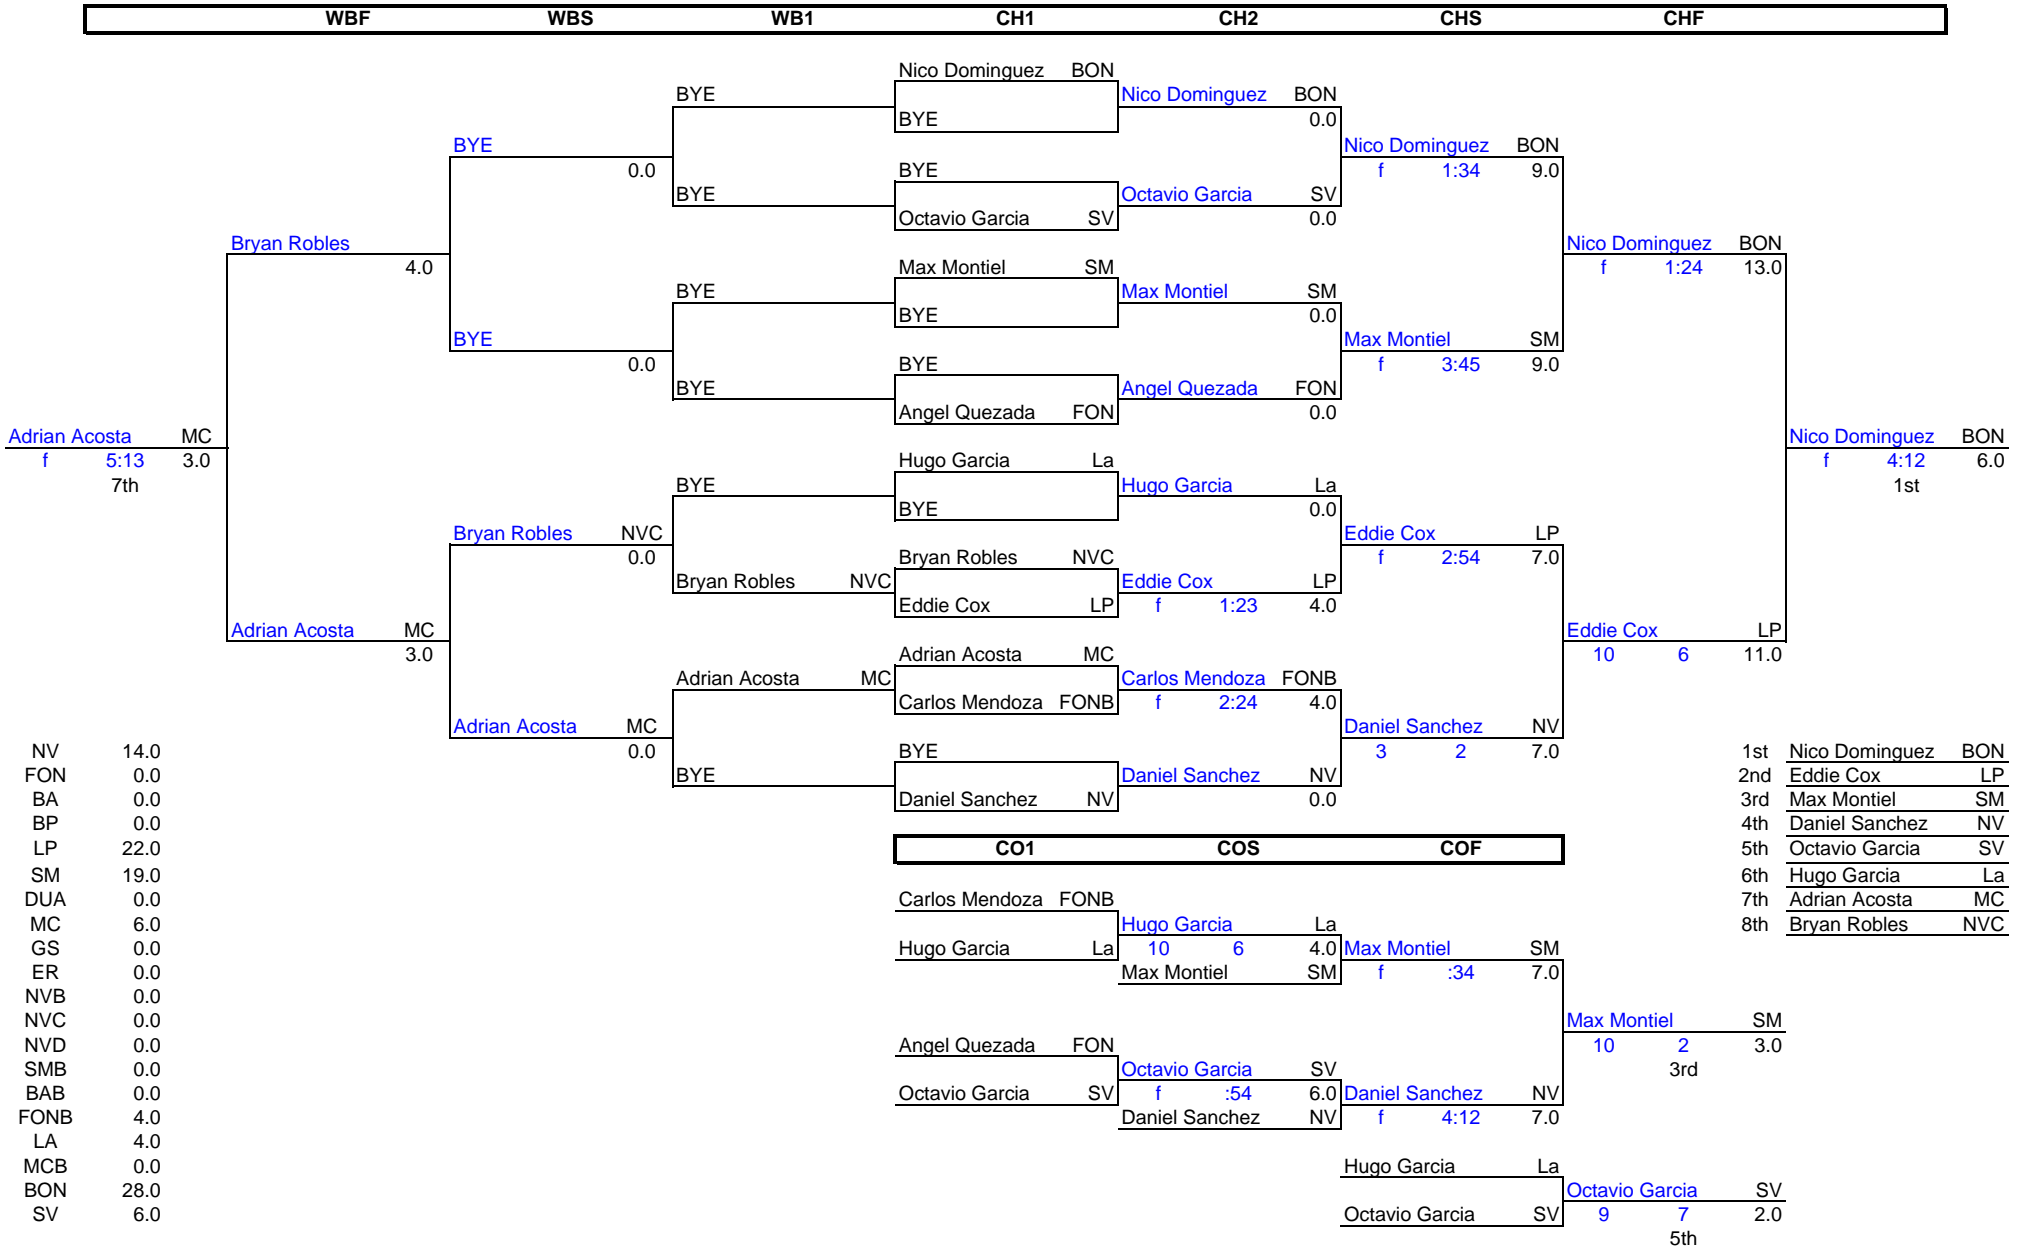 WBF WBS WB1 CH1 CH2 CHS CHF
Nico Dominguez BON
BYE Nico Dominguez BON
BYE 0.0
BYE Nico Dominguez BON
0.0 BYE f 1:34 9.0
BYE Octavio Garcia SV
Octavio Garcia SV 0.0
Bryan Robles Nico Dominguez BON
4.0 Max Montiel SM f 1:24 13.0
BYE Max Montiel SM
BYE 0.0
BYE Max Montiel SM
0.0 BYE f 3:45 9.0
BYE Angel Quezada FON
Angel Quezada FON 0.0
Adrian Acosta MC Nico Dominguez BON
f 5:13 3.0 Hugo Garcia La f 4:12 6.0
7th BYE Hugo Garcia La 1st
BYE 0.0
Bryan Robles NVC Eddie Cox LP
0.0 Bryan Robles NVC f 2:54 7.0
Bryan Robles NVC Eddie Cox LP
Eddie Cox LP f 1:23 4.0
Adrian Acosta MC Eddie Cox LP
3.0 Adrian Acosta MC 10 6 11.0
Adrian Acosta MC Carlos Mendoza FONB
Carlos Mendoza FONB f 2:24 4.0
Adrian Acosta MC Daniel Sanchez NV
NV 14.0 0.0 BYE 3 2 7.0 1st Nico Dominguez BON
FON 0.0 BYE Daniel Sanchez NV 2nd Eddie Cox LP
BA 0.0 Daniel Sanchez NV 0.0 3rd Max Montiel SM
BP 0.0 4th Daniel Sanchez NV
LP 22.0 CO1 COS COF 5th Octavio Garcia SV
SM 19.0 6th Hugo Garcia La
DUA 0.0 Carlos Mendoza FONB 7th Adrian Acosta MC
MC 6.0 Hugo Garcia La 8th Bryan Robles NVC
GS 0.0 Hugo Garcia La 10 6 4.0 Max Montiel SM
ER 0.0 Max Montiel SM f :34 7.0
NVB 0.0
NVC 0.0 Max Montiel SM
NVD 0.0 Angel Quezada FON 10 2 3.0
SMB 0.0 Octavio Garcia SV 3rd
BAB 0.0 Octavio Garcia SV f :54 6.0 Daniel Sanchez NV
FONB 4.0 Daniel Sanchez NV f 4:12 7.0
LA 4.0
MCB 0.0 Hugo Garcia La
BON 28.0 Octavio Garcia SV
SV 6.0 Octavio Garcia SV 9 7 2.0
5th